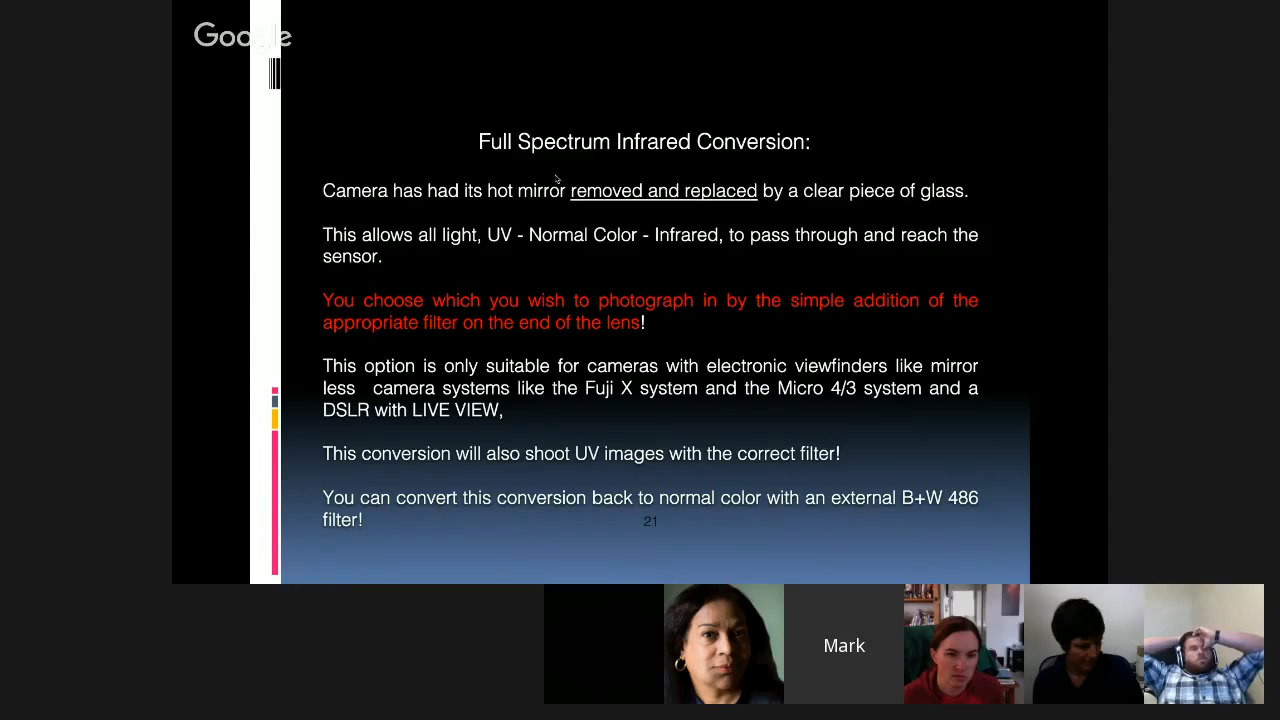 Google
Full Spectrum Infrared Conversion:
Camera has had its hot mirror removed and replaced by a clear piece of glass.
This allows all light, UV - Normal Color - Infrared, to pass through and reach the
sensor.
You choose which you wish to photograph in by the simple addition of the
appropriate filter on the end of the lens!
This option is only suitable for cameras with electronic viewfinders like mirror
less camera systems like the Fuji X system and the Micro 4/3 system and a
DSLR with LIVE VIEW,
This conversion will also shoot UV images with the correct filter!
You can convert this conversion back to normal color with an external B+W 486
filter!
21
Mark